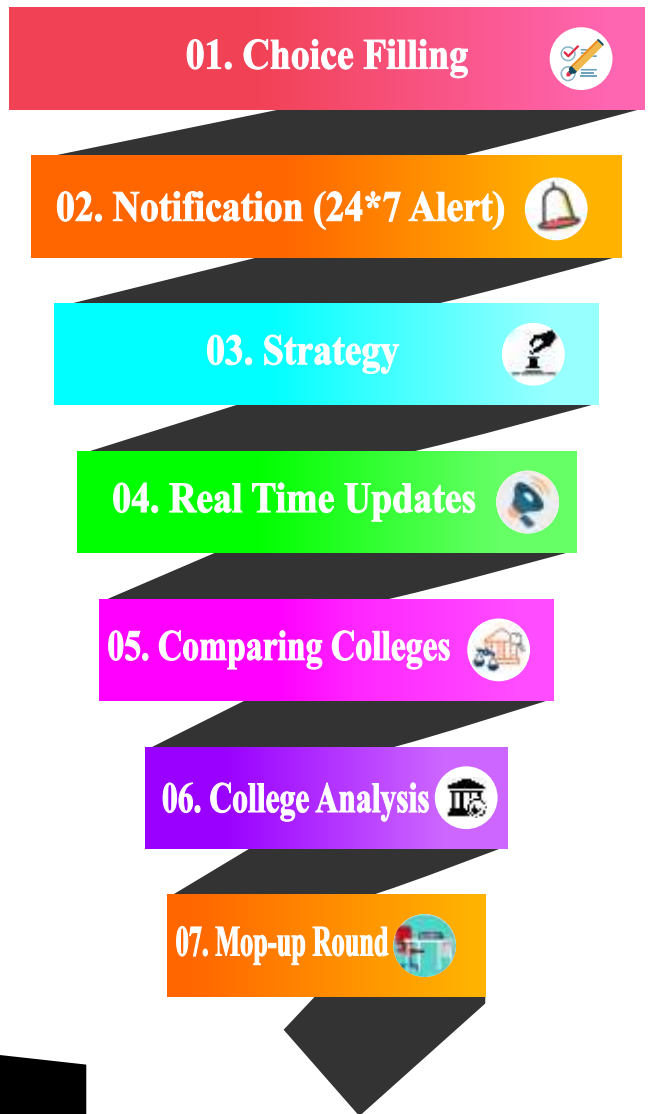 01. Choice Filling
02. Notification (24*7 Alert)
03. Strategy
04. Real Time Updates
05. Comparing Colleges
06. College Analysis
07. Mop-up Round